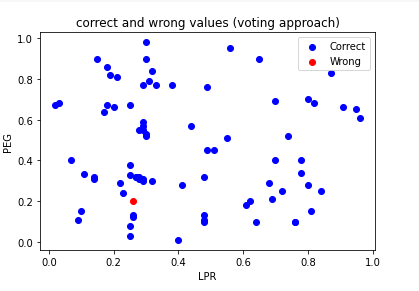 correct and wrong values (voting approach)
1.0
Correct
Wrong
0.8
0.6
PEG
0.4
0.2
0.0
0.0 0.2 0.4 0.6 0.8 1.0
LPR